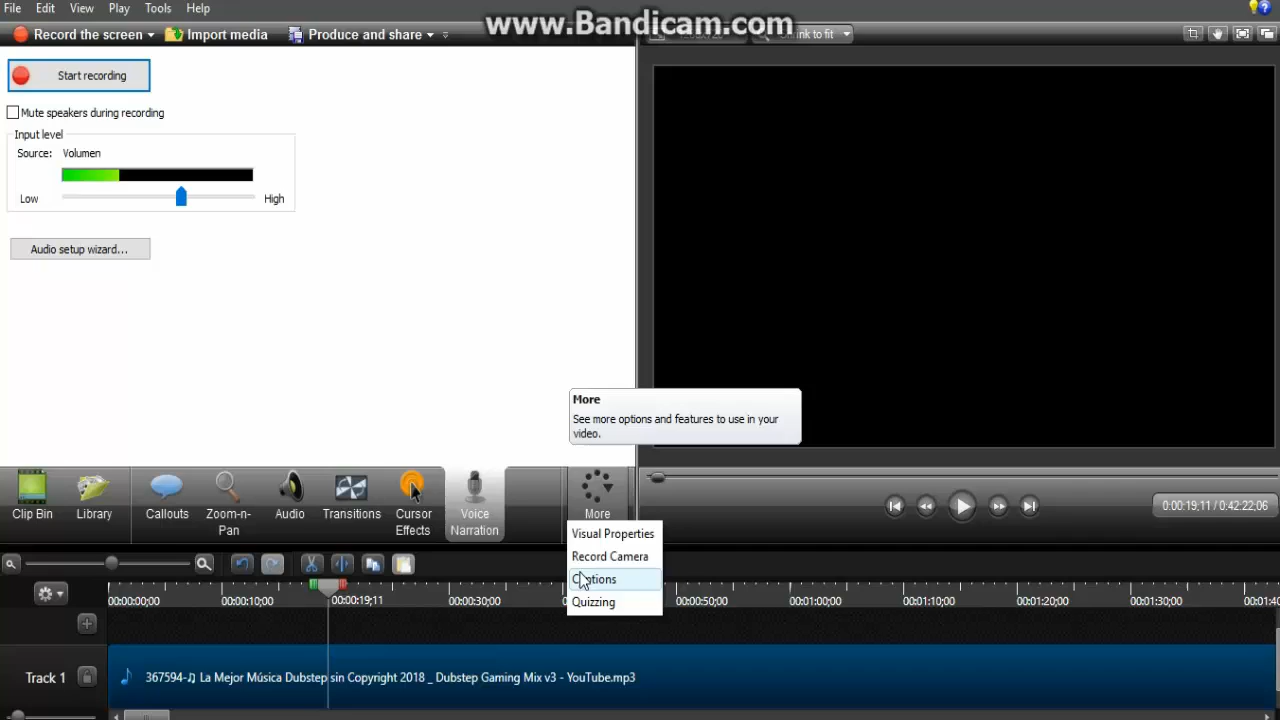 File Edit View Play Tools Help
www.Bandicam.com
Record the screen Import media Produce and share
to fit
Start recording
Mute speakers during recording
Input level
Source: Volumen
Low High
Audio setup wizard...
More
See more options and features to use in your
video.
Clip Bin Library Callouts Zoom-n-
Pan Audio Transitions Cursor
Effects Voice
Narration More
0:00:19;11 / 0:42:22;06
Visual Properties
Record Camera
Quizzing
00:00:00;00 00:00:10;00 00:00:19;11 00:00:30;00 00:00:50;00 00:01:00;00 00:01:10;00 00:01:20;00 00:01:30;00 00:01:40
Track 1 367594-♫ La Mejor Música Dubstep sin Copyright 2018 _ Dubstep Gaming Mix v3 - YouTube.mp3